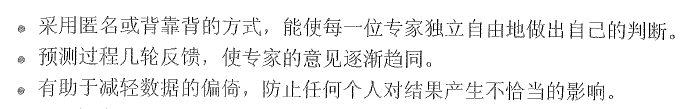 • 采用匿名或背靠背的方式，能使每一位专家独立自由地做出自己的判断。
• 预测过程几轮反馈，使专家的意见逐渐趋同。
• 有助于减轻数据的偏倚，防止任何个人对结果产生不恰当的影响。